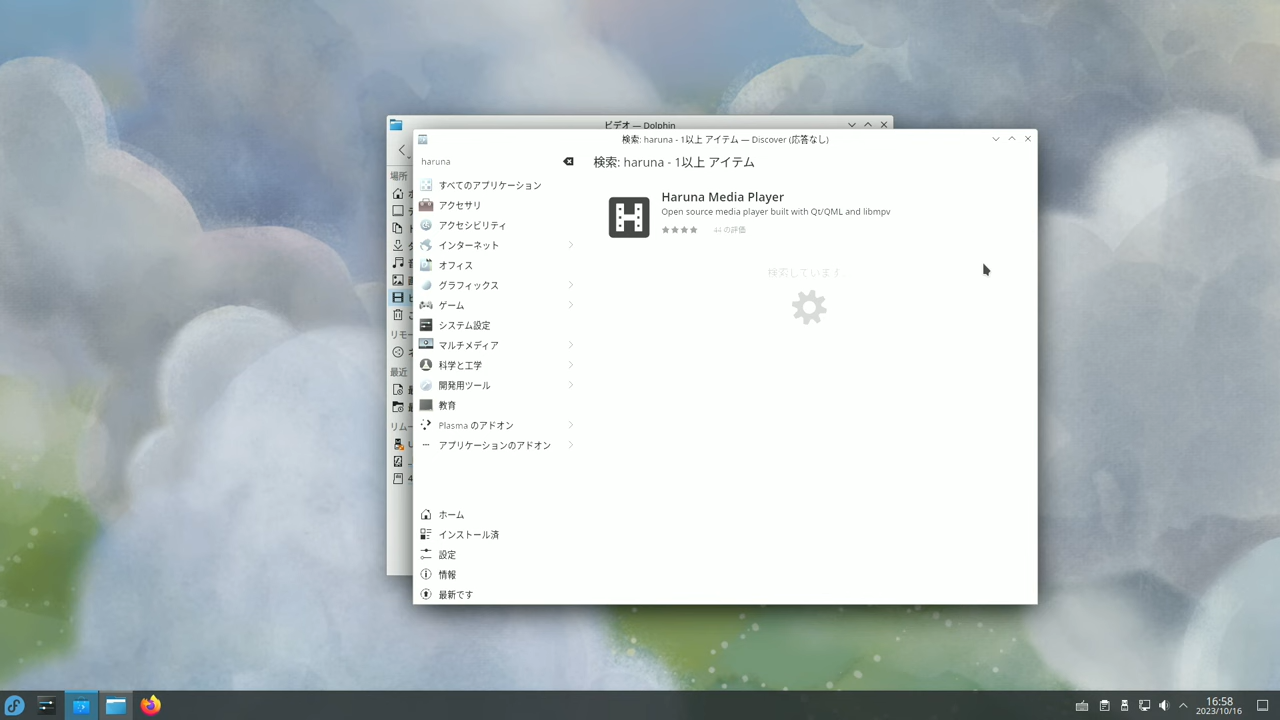 ビデオ — Dolphin
検索: haruna - 1以上 アイテム — Discover (応答なし)
haruna
検索: haruna - 1以上 アイテム
場所
すべてのアプリケーション
アクセサリ
アクセシビリティ
インターネット
オフィス
グラフィックス
ゲーム
システム設定
マルチメディア
科学と工学
開発用ツール
教育
Plasma のアドオン
アプリケーションのアドオン
Haruna Media Player
Open source media player built with Qt/QML and libmpv
44 の評価
検索しています
リモー
最近
リムー
ホーム
インストール済
設定
情報
最新です
16:58
2023/10/16